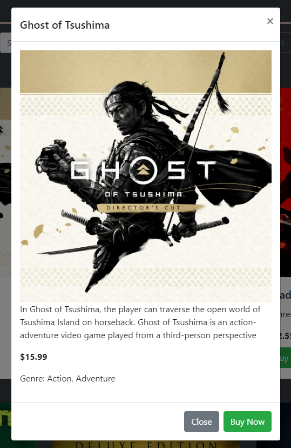 Ghost of Tsushima
×
GHOST
OF TSUSHIMA
DIRECTOR'S CUT
In Ghost of Tsushima, the player can traverse the open world of
Tsushima Island on horseback. Ghost of Tsushima is an action-
adventure video game played from a third-person perspective
$15.99
Genre: Action, Adventure
Close
Buy Now